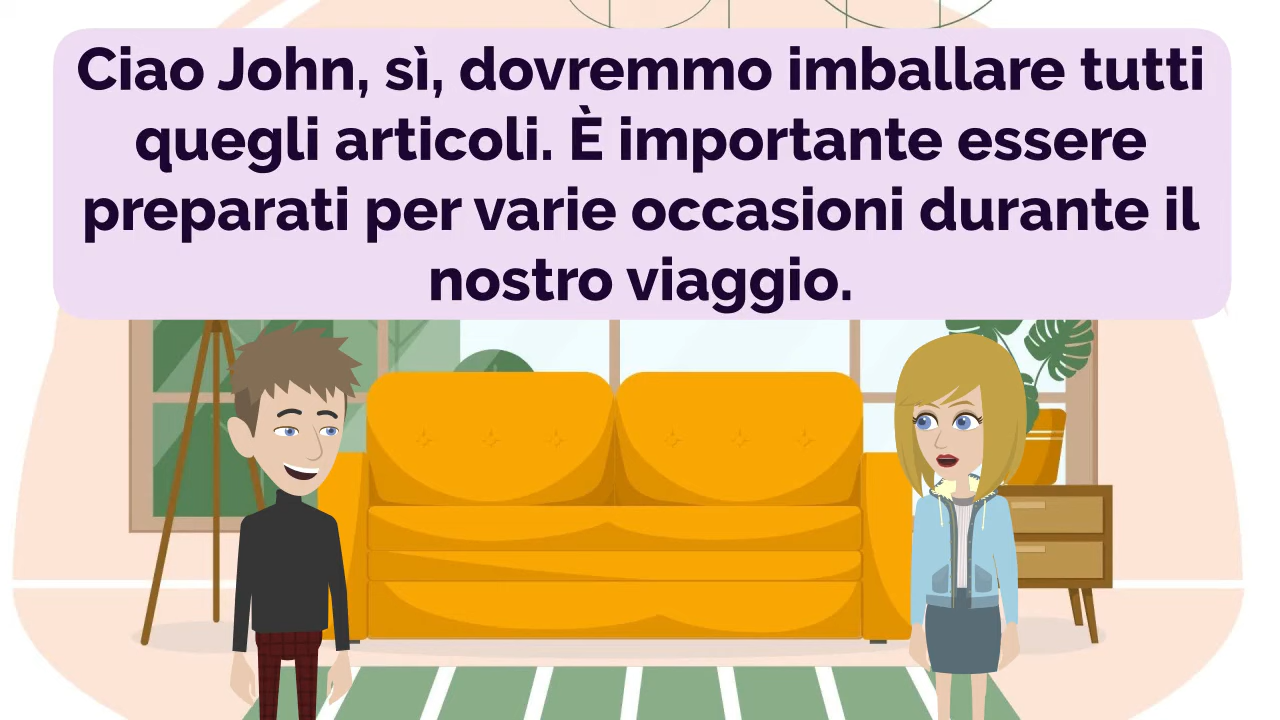 Ciao John, sì, dovremmo imballare tutti
quegli articoli. È importante essere
preparati per varie occasioni durante il
nostro viaggio.